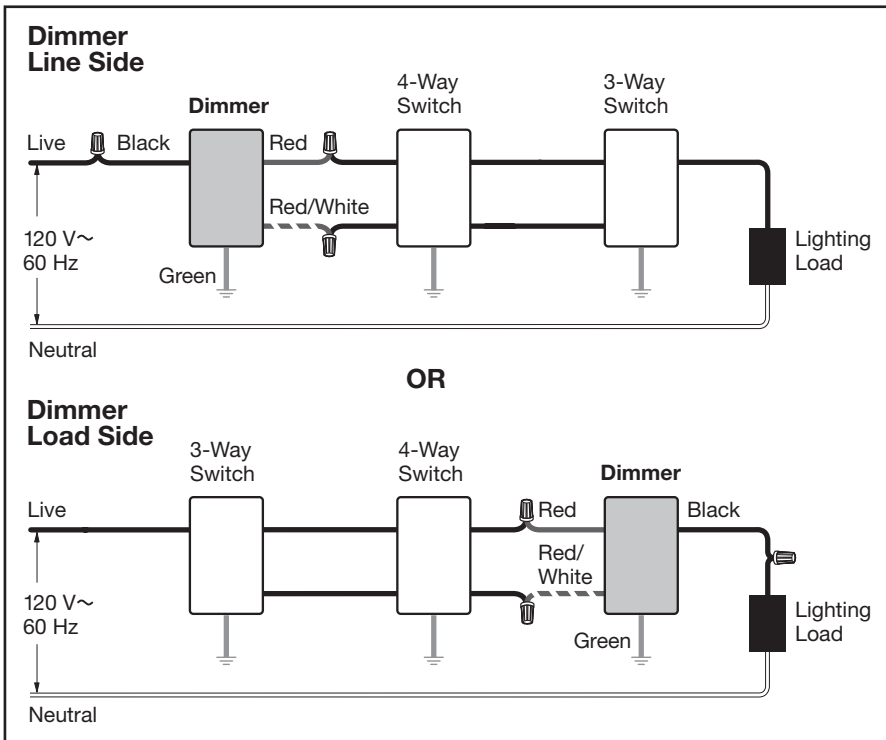 Dimmer
Line Side
Dimmer
4-Way
Switch
3-Way
Switch
Live
Black
Red
Red/White
120 V~
60 Hz
Green
Lighting
Load
Neutral
OR
Dimmer
Load Side
3-Way
Switch
4-Way
Switch
Dimmer
Live
Red
Black
Red/
White
120 V~
60 Hz
Green
Lighting
Load
Neutral